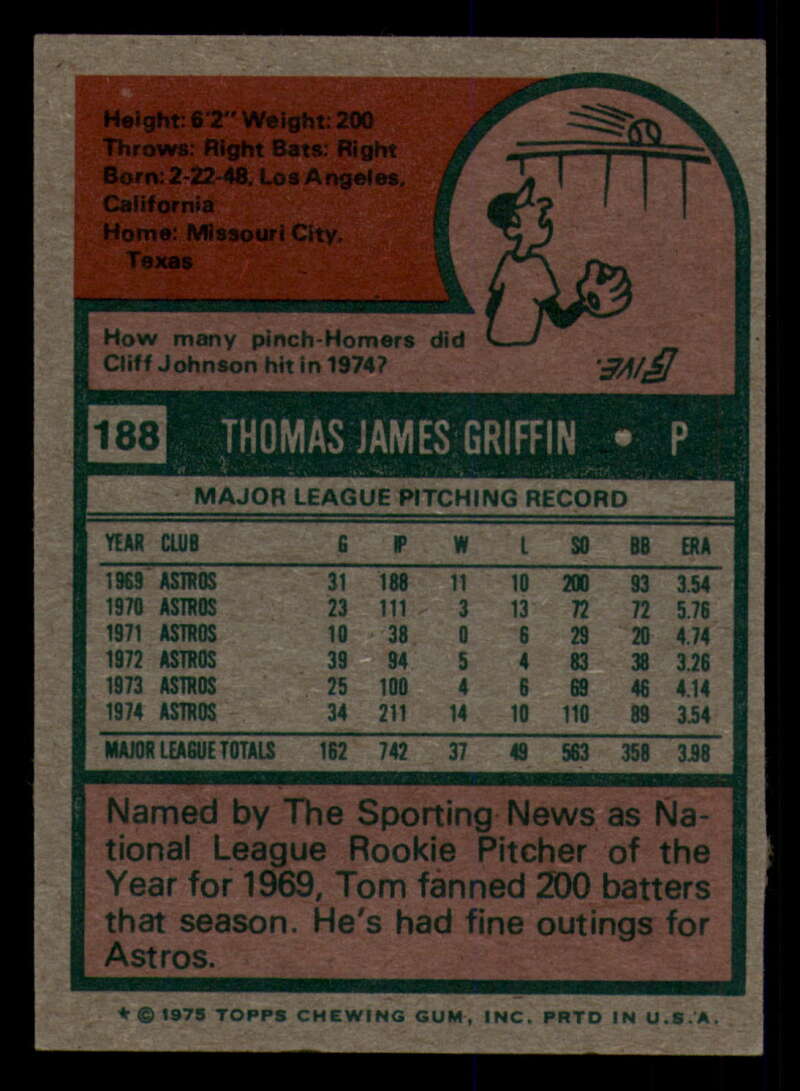 Height: 6'2" Weight: 200
Throws: Right Bats: Right
Born: 2-22-48, Los Angeles,
California
Home: Missouri City,
Texas
How many pinch-Homers did
Cliff Johnson hit in 1974?
FIVE.
188 THOMAS JAMES GRIFFIN • P
MAJOR LEAGUE PITCHING RECORD
YEAR CLUB G IP W L SO BB ERA
1969 ASTROS 31 188 11 10 200 93 3.54
1970 ASTROS 23 111 3 13 72 72 5.76
1971 ASTROS 10 38 0 6 29 20 4.74
1972 ASTROS 39 94 5 4 83 38 3.26
1973 ASTROS 25 100 4 6 69 46 4.14
1974 ASTROS 34 211 14 10 110 89 3.54
MAJOR LEAGUE TOTALS 162 742 37 49 563 358 3.98
Named by The Sporting News as Na-
tional League Rookie Pitcher of the
Year for 1969, Tom fanned 200 batters
that season. He's had fine outings for
Astros.
* © 1975 TOPPS CHEWING GUM, INC. PRTD IN U.S.A.